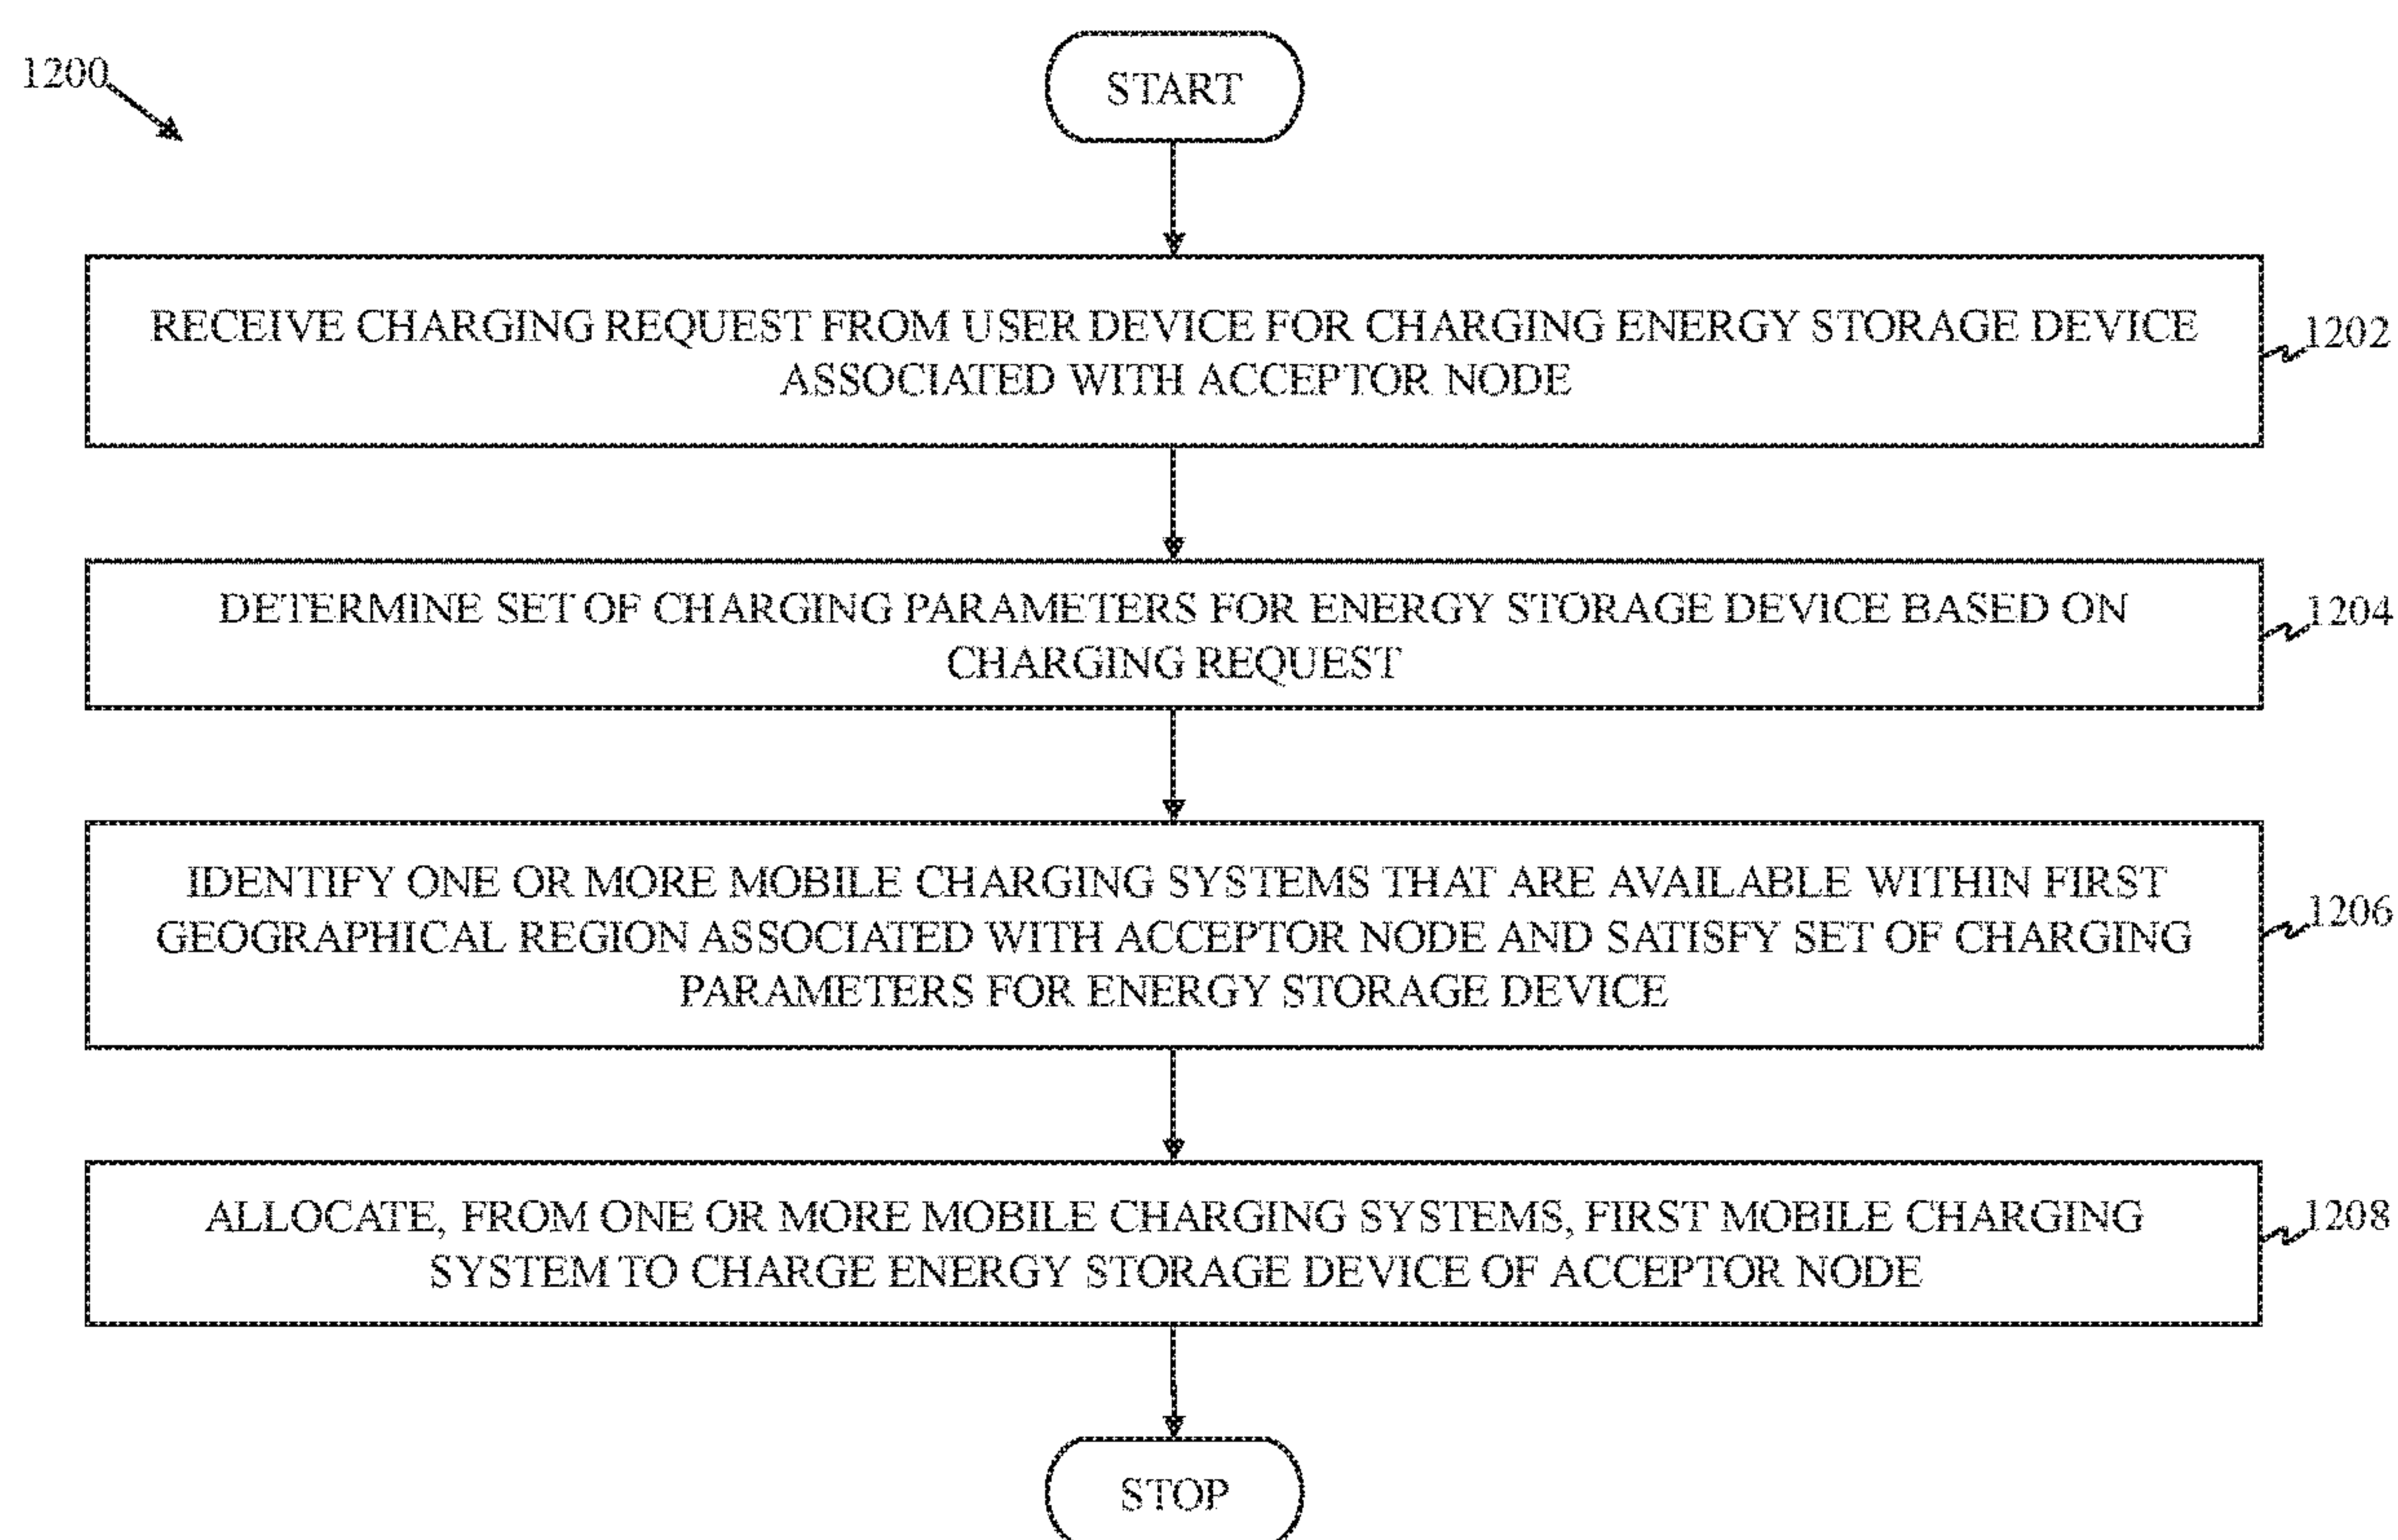 1200
START
RECEIVE CHARGING REQUEST FROM USER DEVICE FOR CHARGING ENERGY STORAGE DEVICE
ASSOCIATED WITH ACCEPTOR NODE
1202
DETERMINE SET OF CHARGING PARAMETERS FOR ENERGY STORAGE DEVICE BASED ON
CHARGING REQUEST
1204
IDENTIFY ONE OR MORE MOBILE CHARGING SYSTEMS THAT ARE AVAILABLE WITHIN FIRST
GEOGRAPHICAL REGION ASSOCIATED WITH ACCEPTOR NODE AND SATISFY SET OF CHARGING
PARAMETERS FOR ENERGY STORAGE DEVICE
1206
ALLOCATE, FROM ONE OR MORE MOBILE CHARGING SYSTEMS, FIRST MOBILE CHARGING
SYSTEM TO CHARGE ENERGY STORAGE DEVICE OF ACCEPTOR NODE
1208
STOP